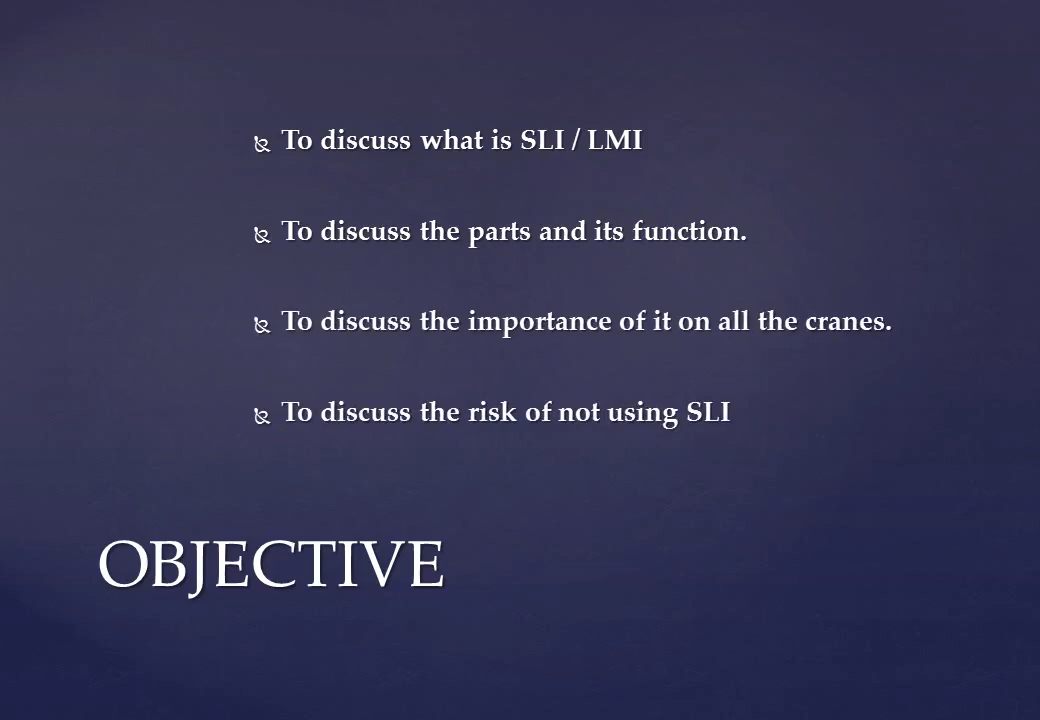 To discuss what is SLI / LMI
To discuss the parts and its function.
To discuss the importance of it on all the cranes.
To discuss the risk of not using SLI
OBJECTIVE